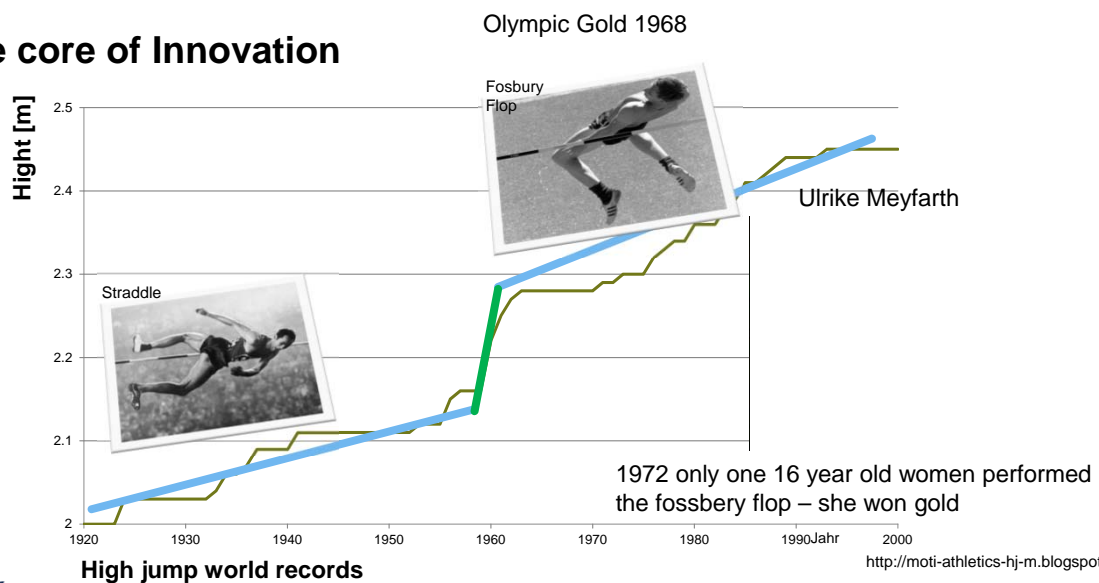 Olympic Gold 1968
e core of Innovation
Hight [m]
Fosbury
Flop
Straddle
Ulrike Meyfarth
2.5
2.4
2.3
2.2
2.1
2
1920 1930 1940 1950 1960 1970 1980 1990 Jahr 2000
1972 only one 16 year old women performed
the fossbery flop – she won gold
High jump world records
http://moti-athletics-hj-m.blogspot